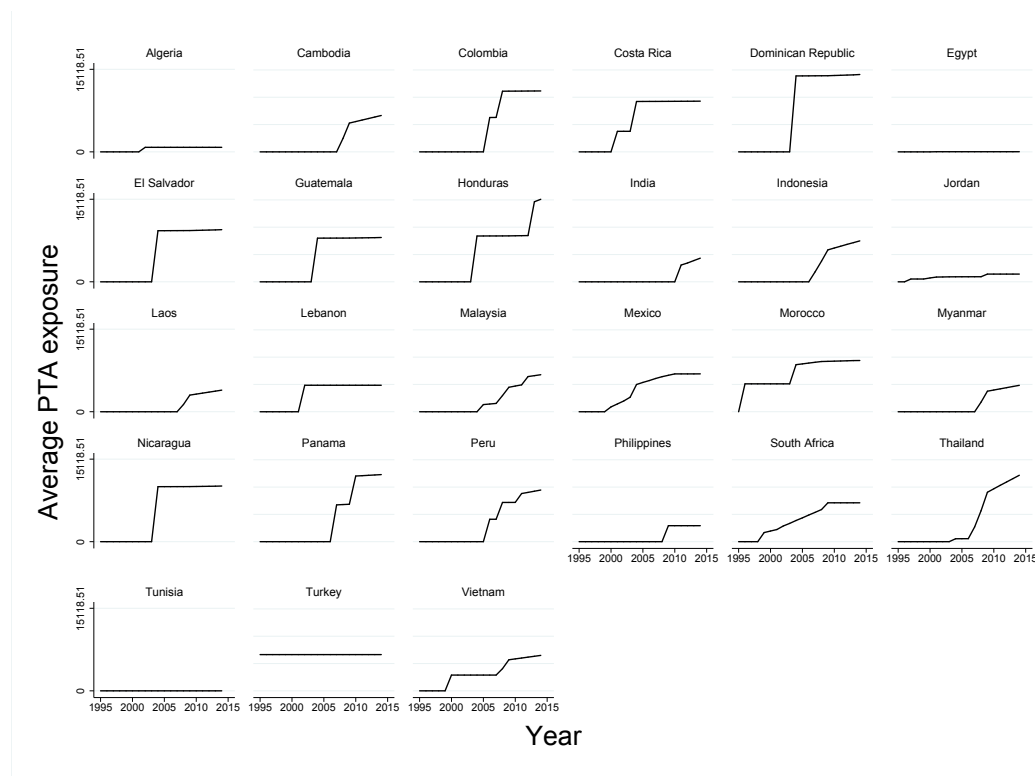 Average PTA exposure
Algeria Cambodia Colombia Costa Rica Dominican Republic Egypt
15118.51
0
El Salvador Guatemala Honduras India Indonesia Jordan
15118.51
0
Laos Lebanon Malaysia Mexico Morocco Myanmar
15118.51
0
Nicaragua Panama Peru Philippines South Africa Thailand
15118.51
0
1995 2000 2005 2010 2015 1995 2000 2005 2010 2015 1995 2000 2005 2010 2015
Tunisia Turkey Vietnam
15118.51
0
1995 2000 2005 2010 2015 1995 2000 2005 2010 2015 1995 2000 2005 2010 2015
Year